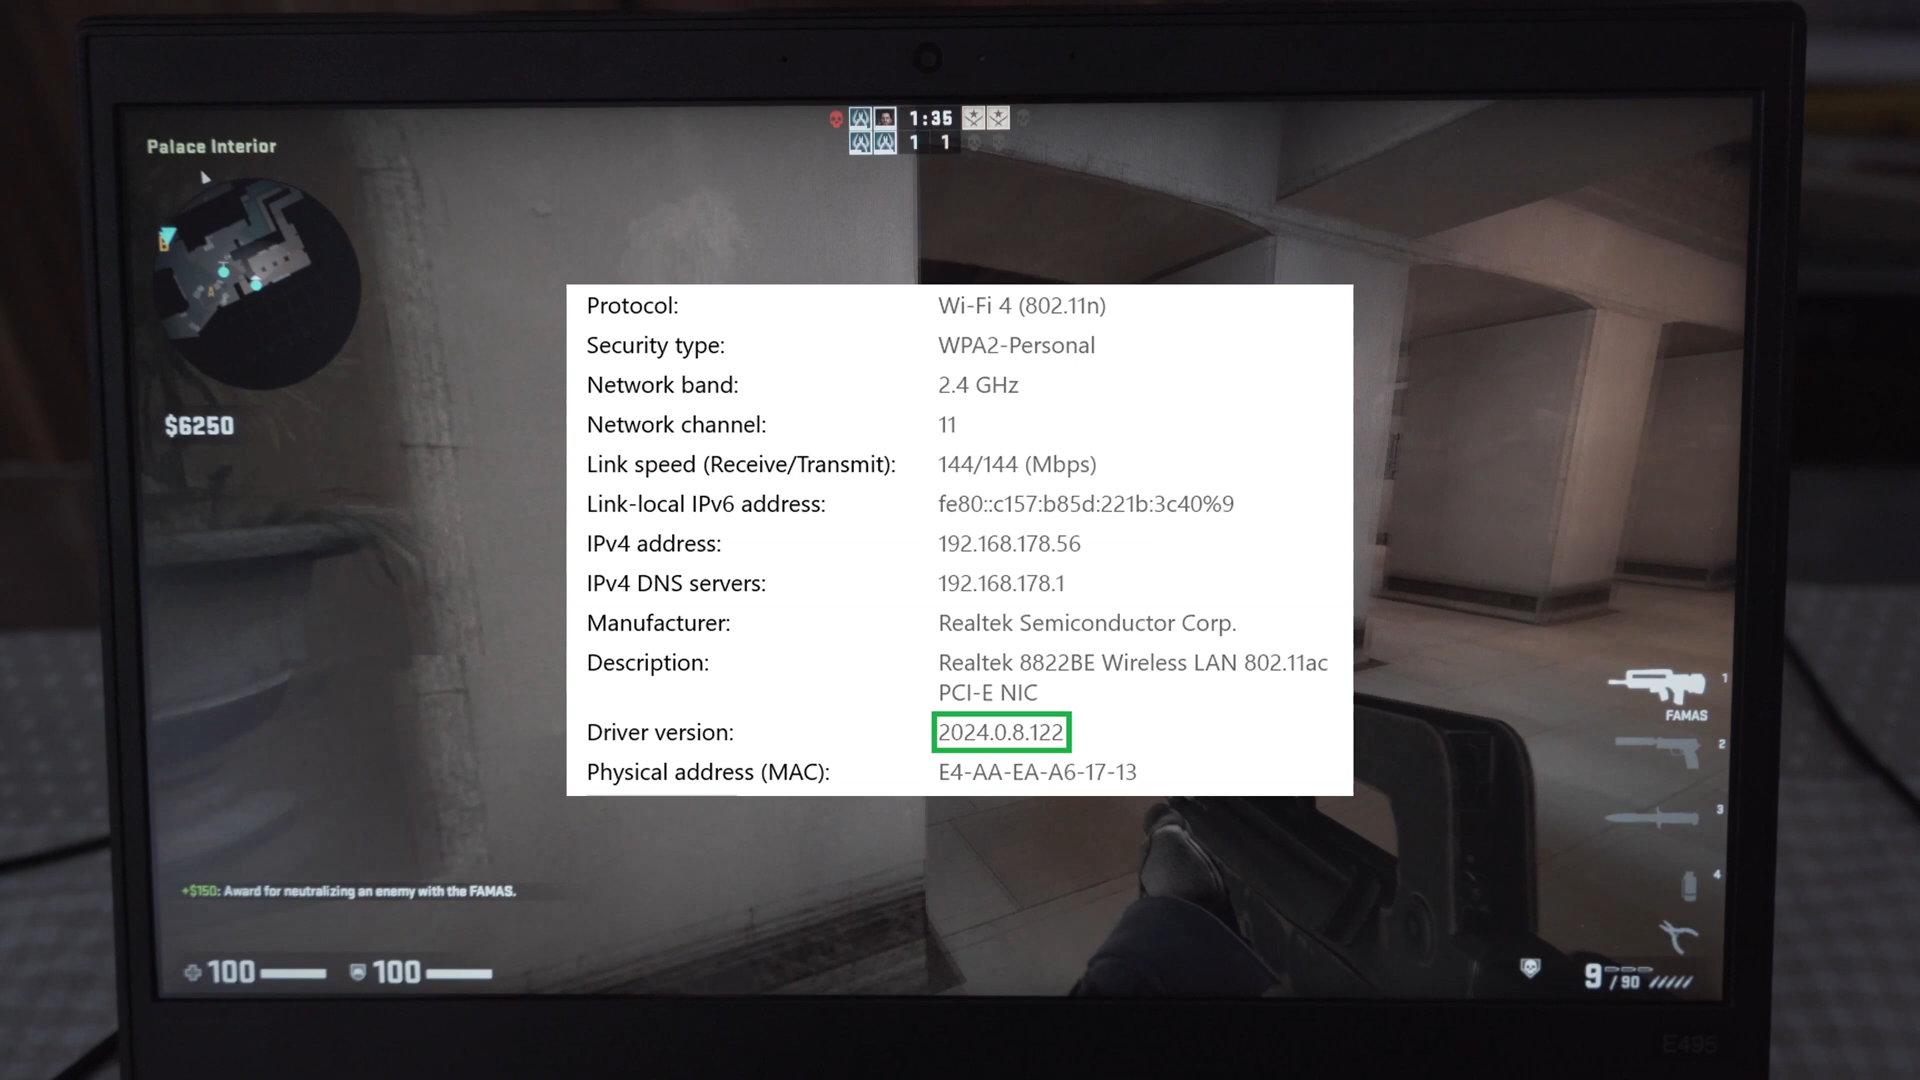 1:35
1 1
Palace Interior
$6250
Protocol: Wi-Fi 4 (802.11n)
Security type: WPA2-Personal
Network band: 2.4 GHz
Network channel: 11
Link speed (Receive/Transmit): 144/144 (Mbps)
Link-local IPv6 address: fe80::c157:b85d:221b:3c40%9
IPv4 address: 192.168.178.56
IPv4 DNS servers: 192.168.178.1
Manufacturer: Realtek Semiconductor Corp.
Description: Realtek 8822BE Wireless LAN 802.11ac
PCI-E NIC
Driver version: 2024.0.8.122
Physical address (MAC): E4-AA-EA-A6-17-13
1
FAMAS
2
3
4
+$150: Award for neutralizing an enemy with the FAMAS.
100 100
9 / 90
E495